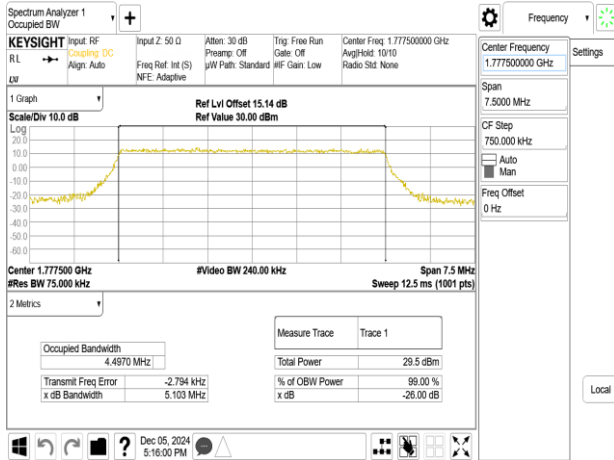 Spectrum Analyzer 1
Occupied BW
+
Frequency
KEYSIGHT
RL
LXI
Input: RF
Coupling: DC
Align: Auto
Input Z: 50 Ω
Freq Ref: Int (S)
NFE: Adaptive
Atten: 30 dB
Preamp: Off
µW Path: Standard
Trig: Free Run
Gate: Off
#IF Gain: Low
Center Freq: 1.777500000 GHz
Avg|Hold: 10/10
Radio Std: None
Center Frequency
1.777500000 GHz
Settings
Span
7.5000 MHz
CF Step
750.000 kHz
Auto
Man
Freq Offset
0 Hz
Local
1 Graph
Scale/Div 10.0 dB
Ref Lvl Offset 15.14 dB
Ref Value 30.00 dBm
Log
20.0
10.0
0.00
-10.0
-20.0
-30.0
-40.0
-50.0
-60.0
Center 1.777500 GHz
#Video BW 240.00 kHz
Span 7.5 MHz
#Res BW 75.000 kHz
Sweep 12.5 ms (1001 pts)
2 Metrics
Occupied Bandwidth
4.4970 MHz
Transmit Freq Error -2.794 kHz
x dB Bandwidth 5.103 MHz
Measure Trace Trace 1
Total Power 29.5 dBm
% of OBW Power 99.00 %
x dB -26.00 dB
?
Dec 05, 2024
5:16:00 PM